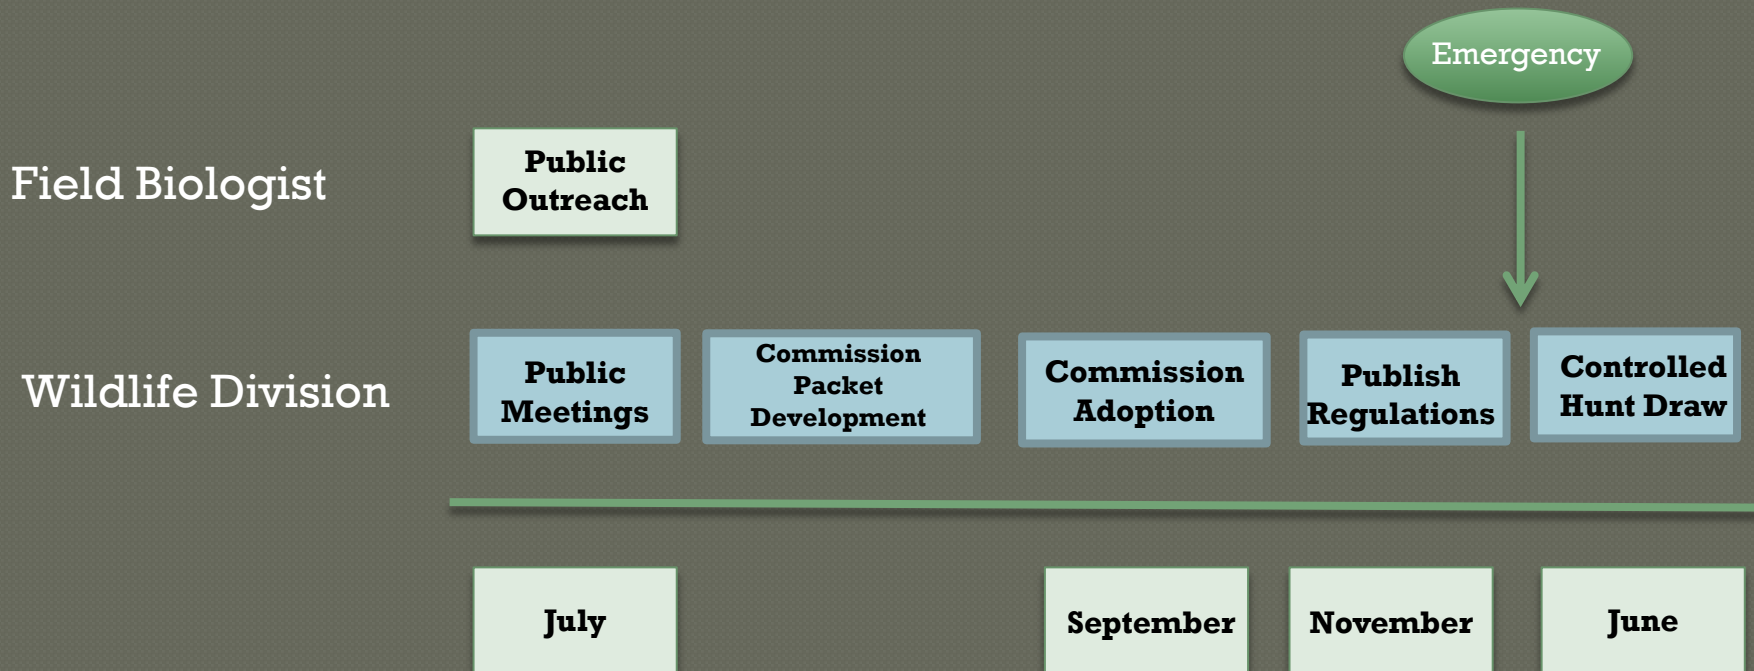 Emergency
Field Biologist
Public
Outreach
Wildlife Division
Public
Meetings
Commission
Packet
Development
Commission
Adoption
Publish
Regulations
Controlled
Hunt Draw
July
September
November
June